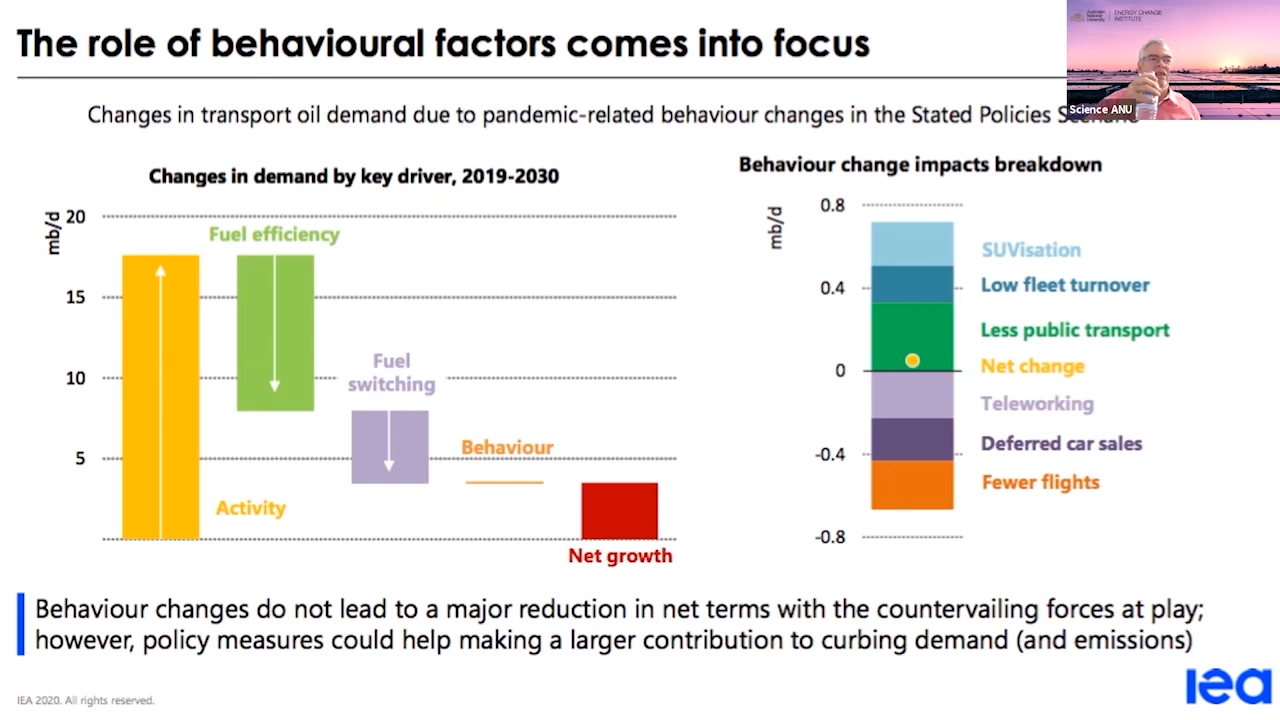 The role of behavioural factors comes into focus
Australian National University
ENERGY CHANGE INSTITUTE
Science ANU
Changes in transport oil demand due to pandemic-related behaviour changes in the Stated Policies
Changes in demand by key driver, 2019-2030
mb/d
20
15
10
5
Fuel efficiency
Fuel
switching
Behaviour
Activity
Net growth
Behaviour change impacts breakdown
mb/d
0.8
0.4
0
-0.4
-0.8
SUVisation
Low fleet turnover
Less public transport
Net change
Teleworking
Deferred car sales
Fewer flights
Behaviour changes do not lead to a major reduction in net terms with the countervailing forces at play;
however, policy measures could help making a larger contribution to curbing demand (and emissions)
IEA 2020. All rights reserved.
iea